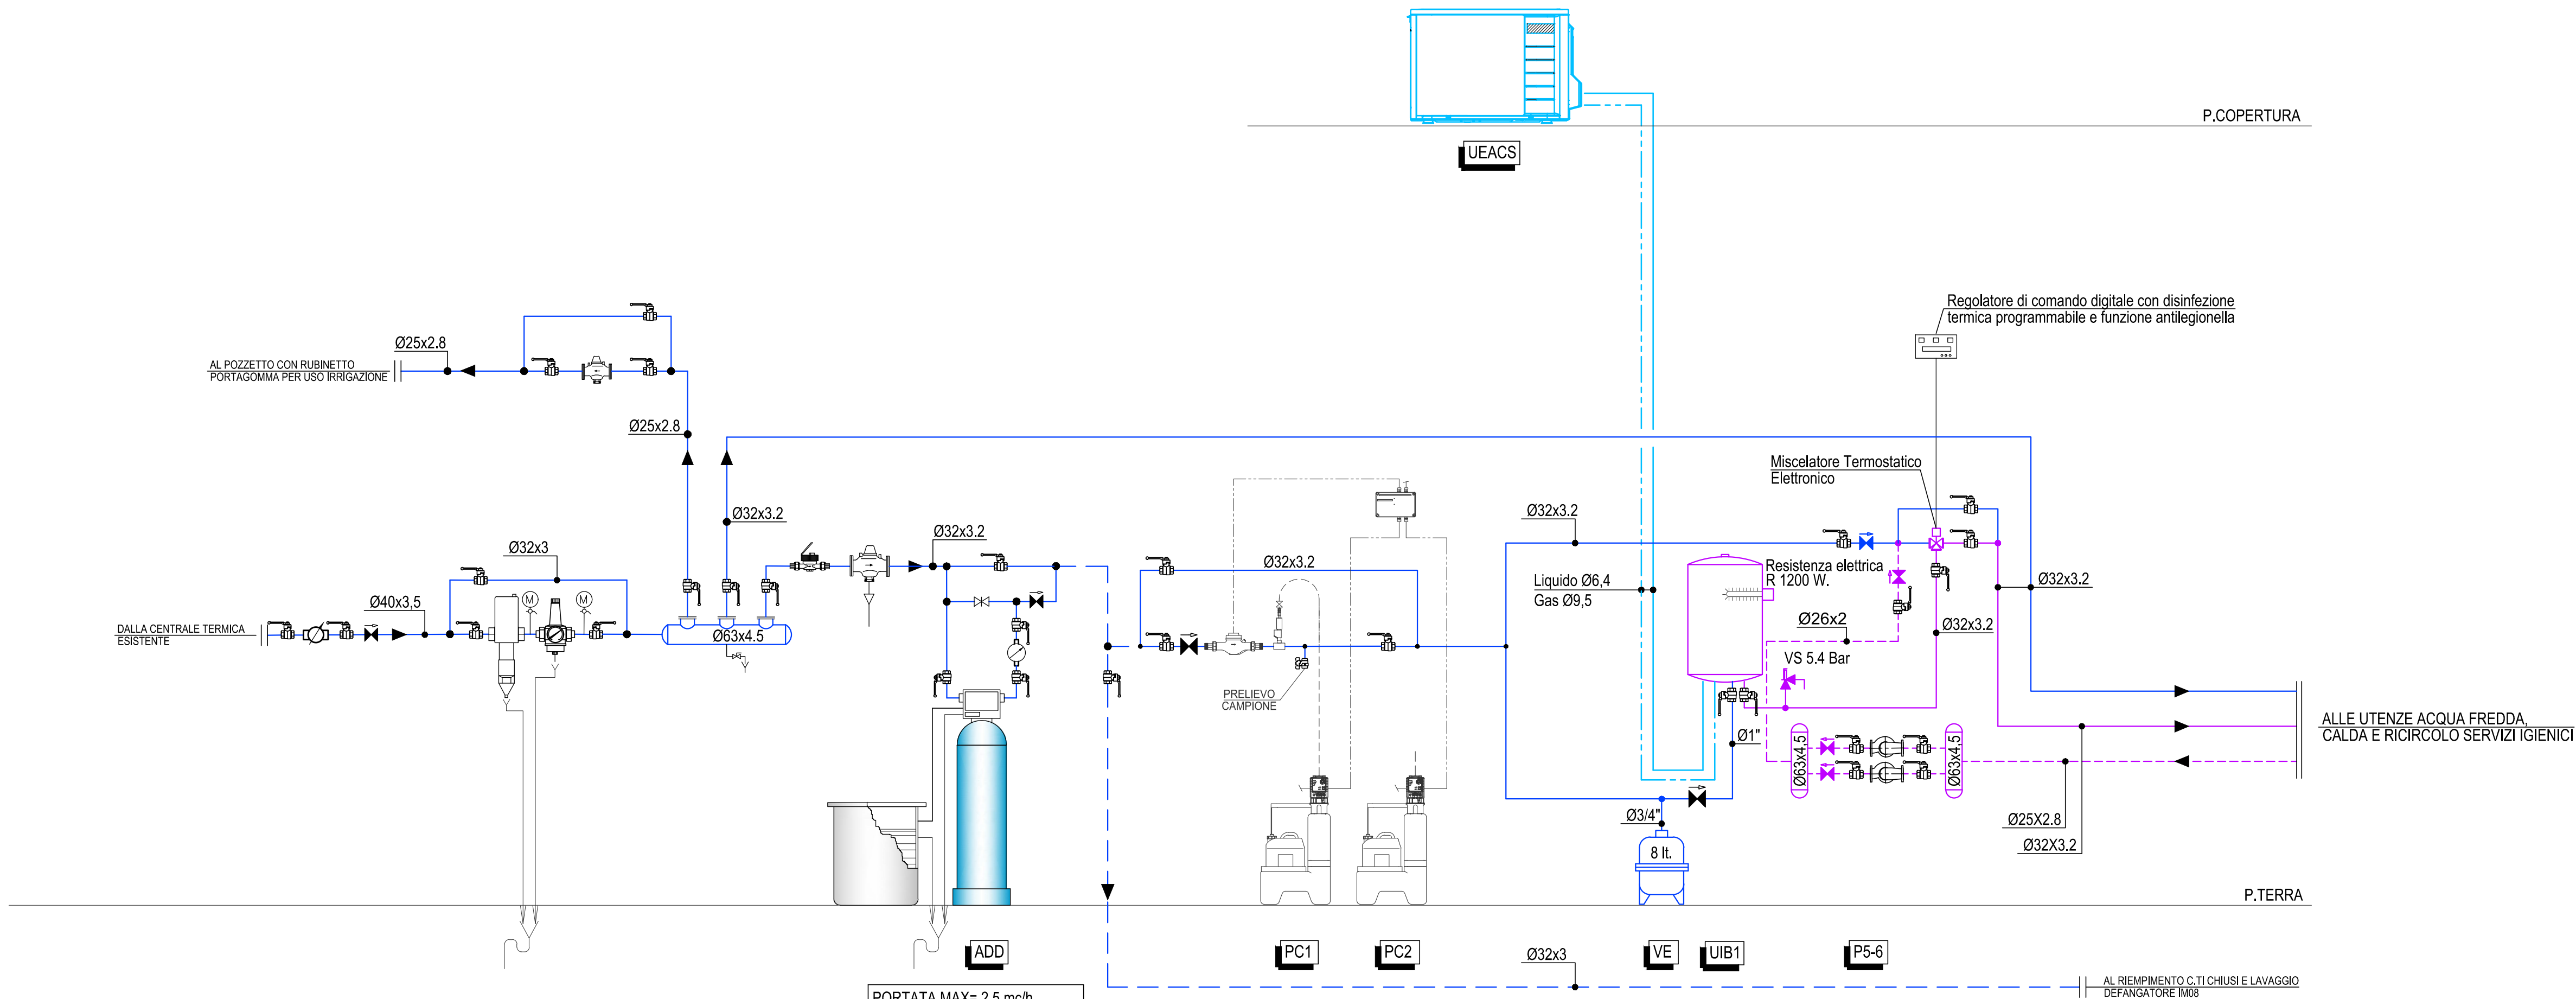 P.COPERTURA
UEACS
Regolatore di comando digitale con disinfezione
termica programmabile e funzione antilegionella
Ø25x2.8
AL POZZETTO CON RUBINETTO
PORTAGOMMA PER USO IRRIGAZIONE
Ø25x2.8
Miscelatore Termostatico
Elettronico
Ø32x3.2
Ø32x3.2
Ø32x3.2
Ø32x3
Ø32x3.2
Resistenza elettrica
R 1200 W.
Liquido Ø6,4
Gas Ø9,5
Ø32x3.2
Ø40x3,5
DALLA CENTRALE TERMICA
ESISTENTE
Ø63x4.5
M
M
Ø26x2
Ø32x3.2
VS 5.4 Bar
PRELIEVO
CAMPIONE
Ø1"
Ø63x4,5
Ø63x4,5
ALLE UTENZE ACQUA FREDDA,
CALDA E RICIRCOLO SERVIZI IGIENICI
Ø3/4"
Ø25X2.8
Ø32X3.2
8 lt.
P.TERRA
ADD
PC1
PC2
Ø32x3
VE
UIB1
P5-6
AL RIEMPIMENTO C.TI CHIUSI E LAVAGGIO
DEFANGATORE IM08
PORTATA MAX= 2.5 mc/h